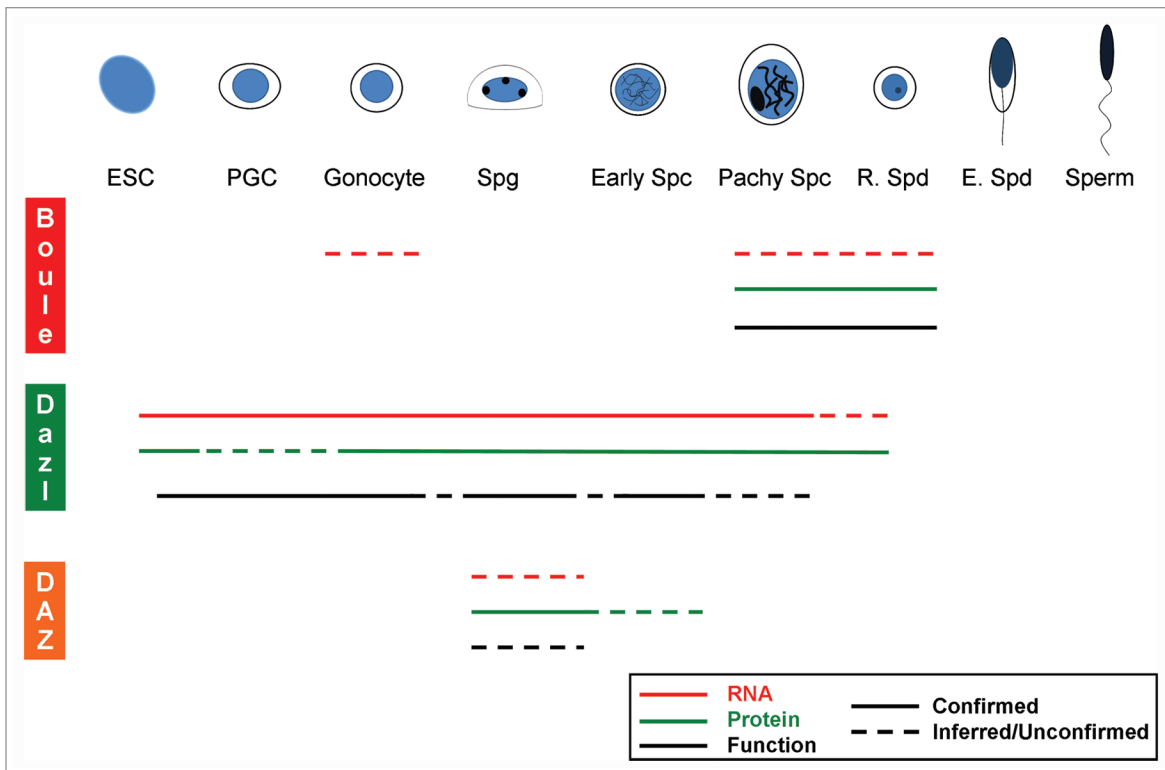 ESC PGC Gonocyte Spg Early Spc Pachy Spc R. Spd E. Spd Sperm
Boule
Dazl
DAZ
RNA
Protein
Function
Confirmed
Inferred/Unconfirmed